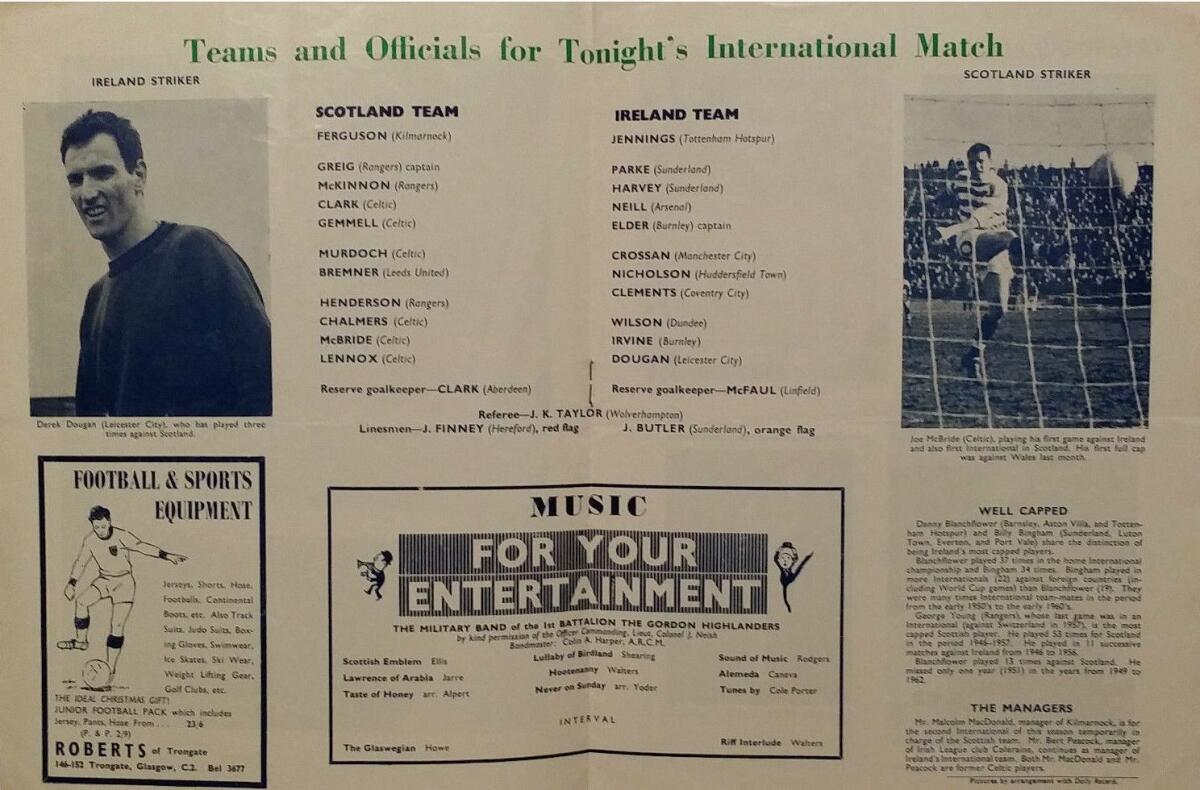 Teams and Officials for Tonight's International Match
IRELAND STRIKER
Derek Dougan (Leicester City), who has played three
times against Scotland.
SCOTLAND TEAM
FERGUSON (Kilmarnock)
GREIG (Rangers) captain
McKINNON (Rangers)
CLARK (Celtic)
GEMMELL (Celtic)
MURDOCH (Celtic)
BREMNER (Leeds United)
HENDERSON (Rangers)
CHALMERS (Celtic)
McBRIDE (Celtic)
LENNOX (Celtic)
Reserve goalkeeper—CLARK (Aberdeen)
IRELAND TEAM
JENNINGS (Tottenham Hotspur)
PARKE (Sunderland)
HARVEY (Sunderland)
NEILL (Arsenal)
ELDER (Burnley) captain
CROSSAN (Manchester City)
NICHOLSON (Huddersfield Town)
CLEMENTS (Coventry City)
WILSON (Dundee)
IRVINE (Burnley)
DOUGAN (Leicester City)
Reserve goalkeeper—McFAUL (Linfield)
Referee—J. K. TAYLOR (Wolverhampton)
Linesmen—J. FINNEY (Hereford), red flag J. BUTLER (Sunderland), orange flag
SCOTLAND STRIKER
Joe McBride (Celtic), playing his first game against Ireland
and also first International in Scotland. His first full cap
was against Wales last month.
FOOTBALL & SPORTS
EQUIPMENT
Jerseys, Shorts, Hose,
Footballs, Continental
Boots, etc. Also Track
Suits, Judo Suits, Box-
ing Gloves, Swimwear,
Ice Skates, Ski Wear,
Weight Lifting Gear,
Golf Clubs, etc.
THE IDEAL CHRISTMAS GIFT!
JUNIOR FOOTBALL PACK which includes
Jersey, Pants, Hose From ... 23/6
(P. & P. 2/9)
ROBERTS of Trongate
146-152 Trongate, Glasgow, C.2. Bel 3677
MUSIC
FOR YOUR
ENTERTAINMENT
THE MILITARY BAND of the 1st BATTALION THE GORDON HIGHLANDERS
by kind permission of the Officer Commanding, Lieut. Colonel J. Neish
Bandmaster: Colin A. Harper, A.R.C.M.
Scottish Emblem Ellis
Lawrence of Arabia Jarre
Taste of Honey arr. Alpert
Lullaby of Birdland Shearing
Hootenanny Walters
Never on Sunday arr. Yoder
Sound of Music Rodgers
Alemeda Caneva
Tunes by Cole Porter
INTERVAL
The Glaswegian Howe
Riff Interlude Walters
WELL CAPPED
Danny Blanchflower (Barnsley, Aston Villa, and Totten-
ham Hotspur) and Billy Bingham (Sunderland, Luton
Town, Everton, and Port Vale) share the distinction of
being Ireland's most capped players.
Blanchflower played 37 times in the home International
championship and Bingham 34 times. Bingham played in
more Internationals (22) against foreign countries (in-
cluding World Cup games) than Blanchflower (19). They
were many times International team-mates in the period
from the early 1950's to the early 1960's.
George Young (Rangers), whose last game was in an
International (against Switzerland in 1957), is the most
capped Scottish player. He played 53 times for Scotland
in the period 1946-1957. He played in 11 successive
matches against Ireland from 1946 to 1956.
Blanchflower played 13 times against Scotland. He
missed only one year (1951) in the years from 1949 to
1962.
THE MANAGERS
Mr. Malcolm MacDonald, manager of Kilmarnock, is for
the second International of this season temporarily in
charge of the Scottish team. Mr. Bert Peacock, manager
of Irish League club Coleraine, continues as manager of
Ireland's International team. Both Mr. MacDonald and Mr.
Peacock are former Celtic players.
Pictures by arrangement with Daily Record.